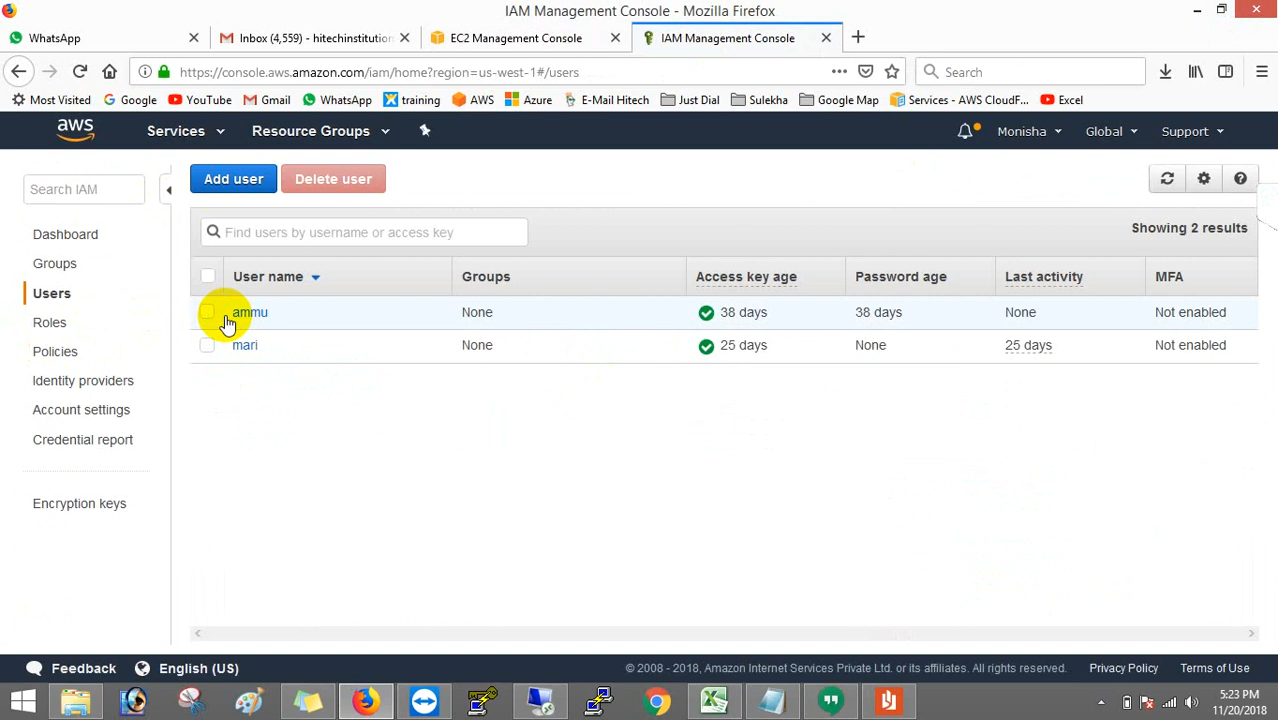 IAM Management Console - Mozilla Firefox
WhatsApp
Inbox (4,559) - hitechinstitution
EC2 Management Console
IAM Management Console
https://console.aws.amazon.com/iam/home?region=us-west-1#/users
Search
Most Visited
Google
YouTube
Gmail
WhatsApp
training
AWS
Azure
E-Mail Hitech
Just Dial
Sulekha
Google Map
Services - AWS CloudF...
Excel
aws
Services
Resource Groups
Monisha
Global
Support
Search IAM
Dashboard
Groups
Users
Roles
Policies
Identity providers
Account settings
Credential report
Encryption keys
Add user
Delete user
Find users by username or access key
Showing 2 results
User name Groups Access key age Password age Last activity MFA
ammu None 38 days 38 days None Not enabled
mari None 25 days None 25 days Not enabled
Feedback
English (US)
© 2008 - 2018, Amazon Internet Services Private Ltd. or its affiliates. All rights reserved.
Privacy Policy
Terms of Use
5:23 PM
11/20/2018